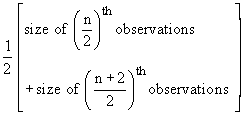 1/2 [ size of (n/2)^th observations
+ size of ((n + 2)/2)^th observations ]